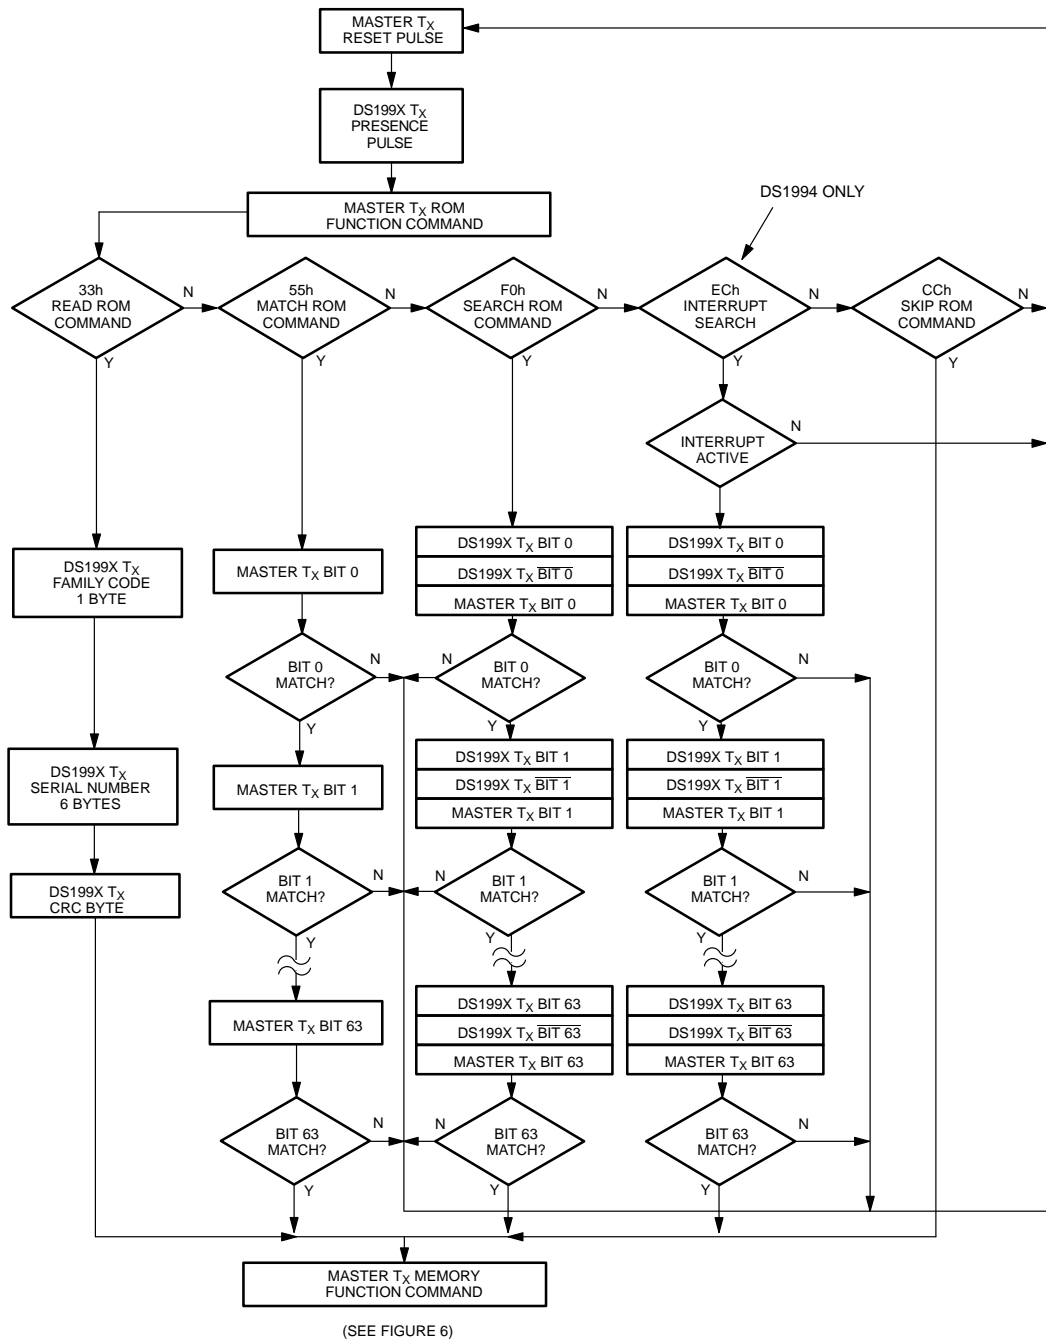 MASTER TX
RESET PULSE
DS199X TX
PRESENCE
PULSE
MASTER TX ROM
FUNCTION COMMAND
DS1994 ONLY
33h
READ ROM
COMMAND
N
Y
55h
MATCH ROM
COMMAND
N
Y
F0h
SEARCH ROM
COMMAND
N
Y
ECh
INTERRUPT
SEARCH
N
Y
CCh
SKIP ROM
COMMAND
N
Y
INTERRUPT
ACTIVE
N
Y
DS199X TX
FAMILY CODE
1 BYTE
DS199X TX
SERIAL NUMBER
6 BYTES
DS199X TX
CRC BYTE
MASTER TX BIT 0
BIT 0
MATCH?
N
Y
MASTER TX BIT 1
BIT 1
MATCH?
N
Y
MASTER TX BIT 63
BIT 63
MATCH?
N
Y
DS199X TX BIT 0
DS199X TX BIT 0
MASTER TX BIT 0
BIT 0
MATCH?
N
Y
DS199X TX BIT 1
DS199X TX BIT 1
MASTER TX BIT 1
BIT 1
MATCH?
N
Y
DS199X TX BIT 63
DS199X TX BIT 63
MASTER TX BIT 63
BIT 63
MATCH?
N
Y
DS199X TX BIT 0
DS199X TX BIT 0
MASTER TX BIT 0
BIT 0
MATCH?
N
Y
DS199X TX BIT 1
DS199X TX BIT 1
MASTER TX BIT 1
BIT 1
MATCH?
N
Y
DS199X TX BIT 63
DS199X TX BIT 63
MASTER TX BIT 63
BIT 63
MATCH?
N
Y
MASTER TX MEMORY
FUNCTION COMMAND
(SEE FIGURE 6)